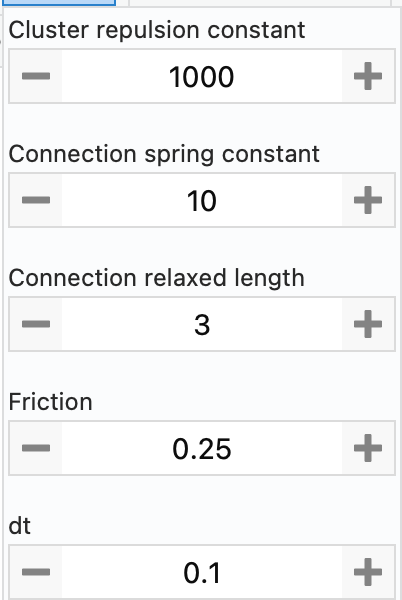 Cluster repulsion constant
1000
Connection spring constant
10
Connection relaxed length
3
Friction
0.25
dt
0.1